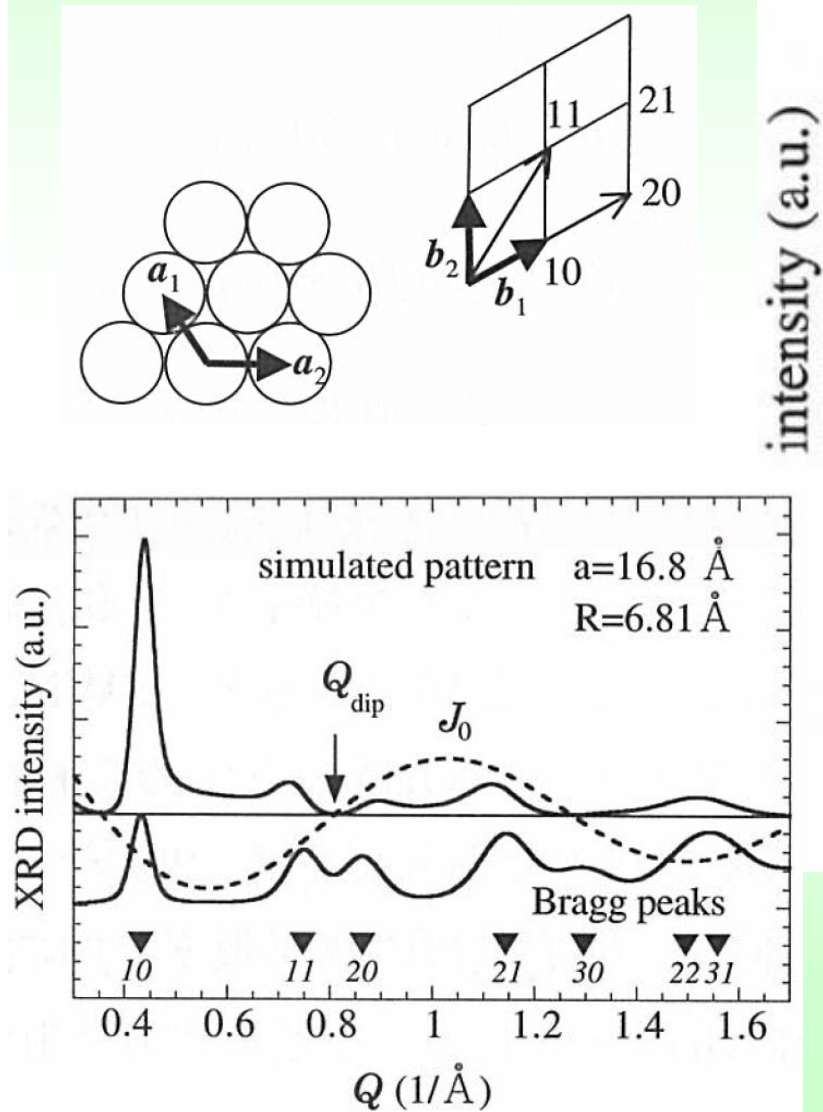 11
21
20
b₂
b₁
10
a₁
a₂
intensity (a.u.)
simulated pattern a=16.8 Å
R=6.81 Å
Q_dip
J₀
XRD intensity (a.u.)
Bragg peaks
10 11 20 21 30 22 31
0.4 0.6 0.8 1 1.2 1.4 1.6
Q (1/Å)